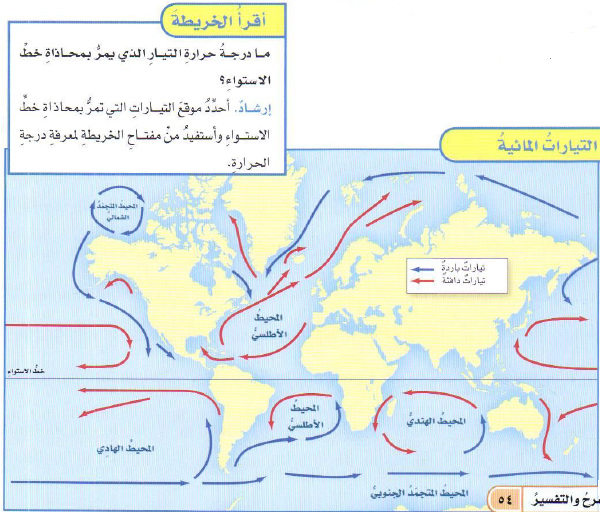 أقرأُ الخريطةَ
ما درجةُ حرارةِ التيارِ الذي يمرُّ بمحاذاةِ خطِّ
الاستواءِ؟
إرشادٌ. أحدِّدُ موقعَ التياراتِ التي تمرُّ بمحاذاةِ خطِّ
الاستواءِ وأستفيدُ منْ مفتاحِ الخريطةِ لمعرفةِ درجةِ
الحرارةِ.
التياراتُ المائيةُ
المحيطُ المتجمدُ
الشماليُ
تياراتٌ باردةٌ
تياراتٌ دافئةٌ
المحيطُ
الأطلسيُّ
خطُّ الاستواءِ
المحيطُ
الأطلسيُّ
المحيطُ الهنديُّ
المحيطُ الهادِي
المحيطُ المتجمدُ الجنوبيُ
٥٤
والتفسيرُ